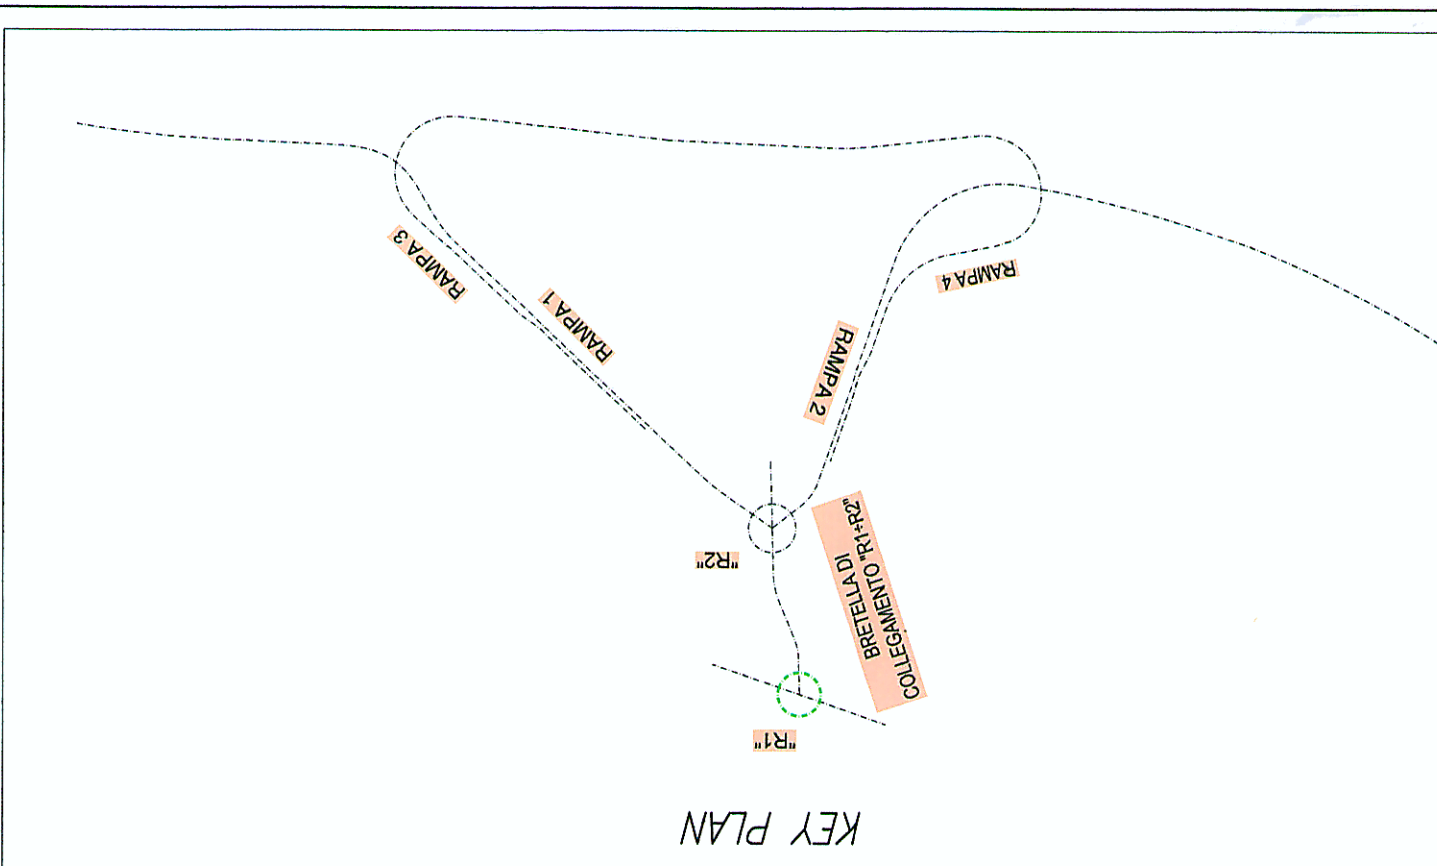 KEY PLAN
"R1"
BRETELLA DI
COLLEGAMENTO "R1÷R2"
"R2"
RAMPA 2
RAMPA 1
RAMPA 4
RAMPA 3